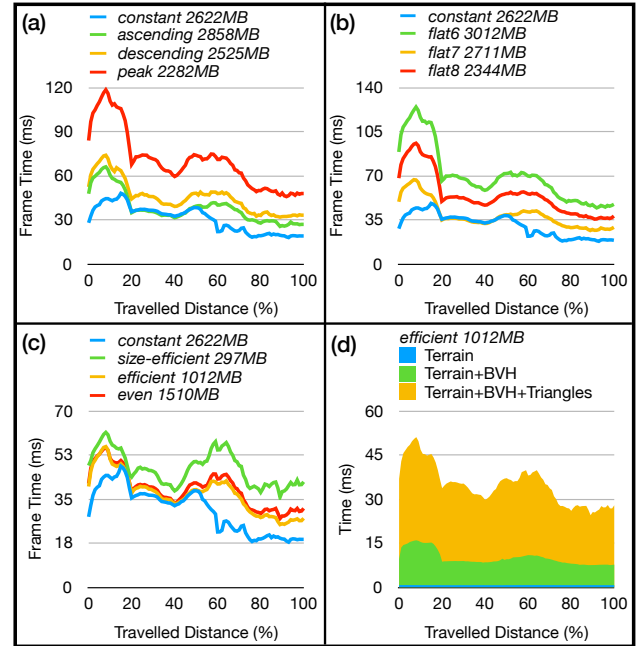 (a)
constant 2622MB
ascending 2858MB
descending 2525MB
peak 2282MB
120
90
60
30
0
Frame Time (ms)
0 20 40 60 80 100
Travelled Distance (%)
(b)
constant 2622MB
flat6 3012MB
flat7 2711MB
flat8 2344MB
140
105
70
35
0
Frame Time (ms)
0 20 40 60 80 100
Travelled Distance (%)
(c)
constant 2622MB
size-efficient 297MB
efficient 1012MB
even 1510MB
70
53
35
18
0
Frame Time (ms)
0 20 40 60 80 100
Travelled Distance (%)
(d)
efficient 1012MB
Terrain
Terrain+BVH
Terrain+BVH+Triangles
60
45
30
15
0
Time (ms)
0 20 40 60 80 100
Travelled Distance (%)